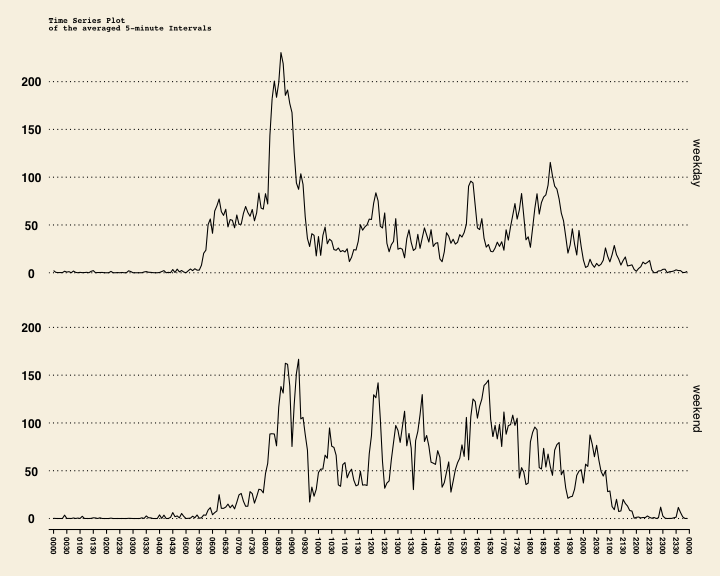 Time Series Plot
of the averaged 5-minute Intervals
200
150
100
50
0
weekday
200
150
100
50
0
weekend
0000 0030 0100 0130 0200 0230 0300 0330 0400 0430 0500 0530 0600 0630 0700 0730 0800 0830 0900 0930 1000 1030 1100 1130 1200 1230 1300 1330 1400 1430 1500 1530 1600 1630 1700 1730 1800 1830 1900 1930 2000 2030 2100 2130 2200 2230 2300 2330 0000